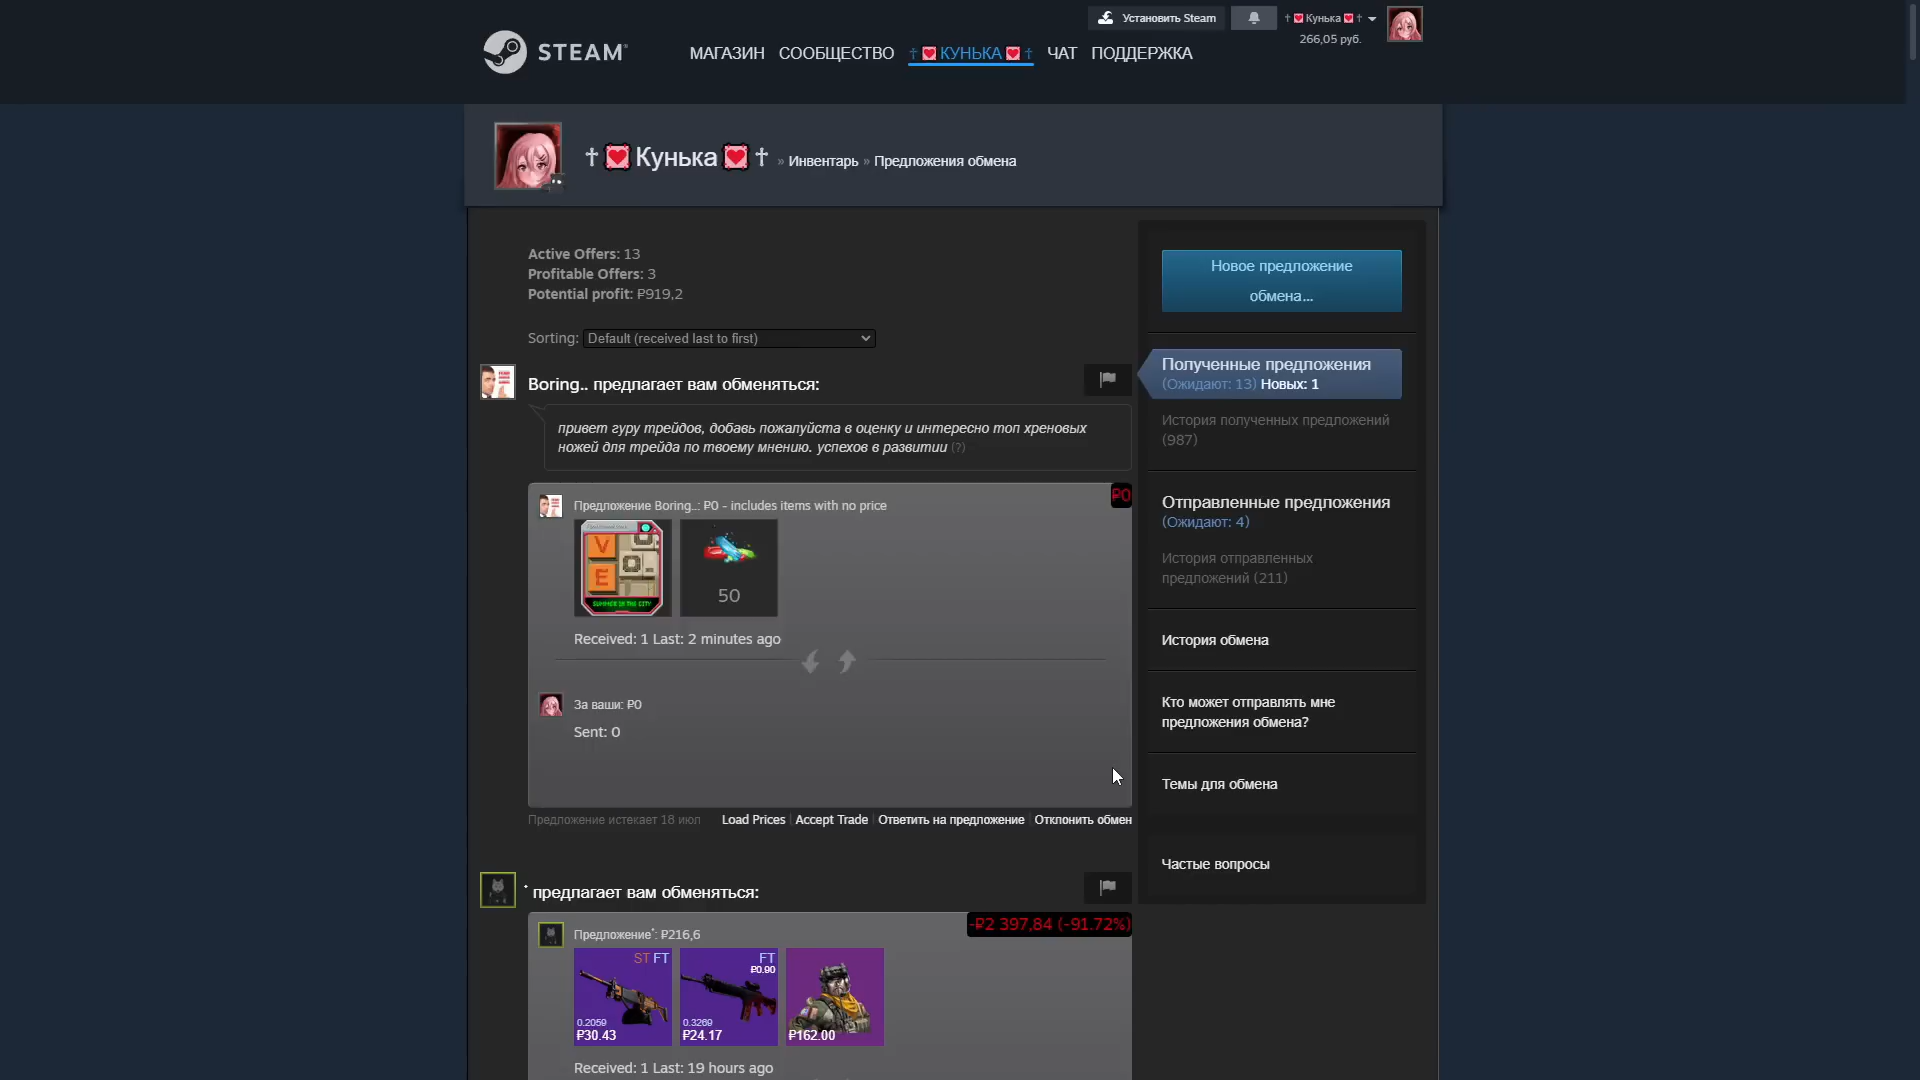 Установить Steam
†💟Кунька💟†
266,05 руб.
STEAM®
МАГАЗИН СООБЩЕСТВО †💟КУНЬКА💟† ЧАТ ПОДДЕРЖКА
†💟Кунька💟† » Инвентарь » Предложения обмена
Active Offers: 13
Profitable Offers: 3
Potential profit: ₽919,2
Sorting: Default (received last to first)
Boring.. предлагает вам обменяться:
привет гуру трейдов, добавь пожалуйста в оценку и интересно топ хреновых
ножей для трейда по твоему мнению. успехов в развитии (?)
₽0
Предложение Boring..: ₽0 - includes items with no price
V
E
SUMMER IN THE CITY
50
Received: 1 Last: 2 minutes ago
За ваши: ₽0
Sent: 0
Предложение истекает 18 июл
Load Prices | Accept Trade | Ответить на предложение | Отклонить обмен
предлагает вам обменяться:
-₽2 397,84 (-91.72%)
Предложение*: ₽216,6
ST FT
0.2059
₽30.43
FT
₽0.90
0.3269
₽24.17
₽162.00
Received: 1 Last: 19 hours ago
Новое предложение
обмена...
Полученные предложения
(Ожидают: 13) Новых: 1
История полученных предложений
(987)
Отправленные предложения
(Ожидают: 4)
История отправленных
предложений (211)
История обмена
Кто может отправлять мне
предложения обмена?
Темы для обмена
Частые вопросы